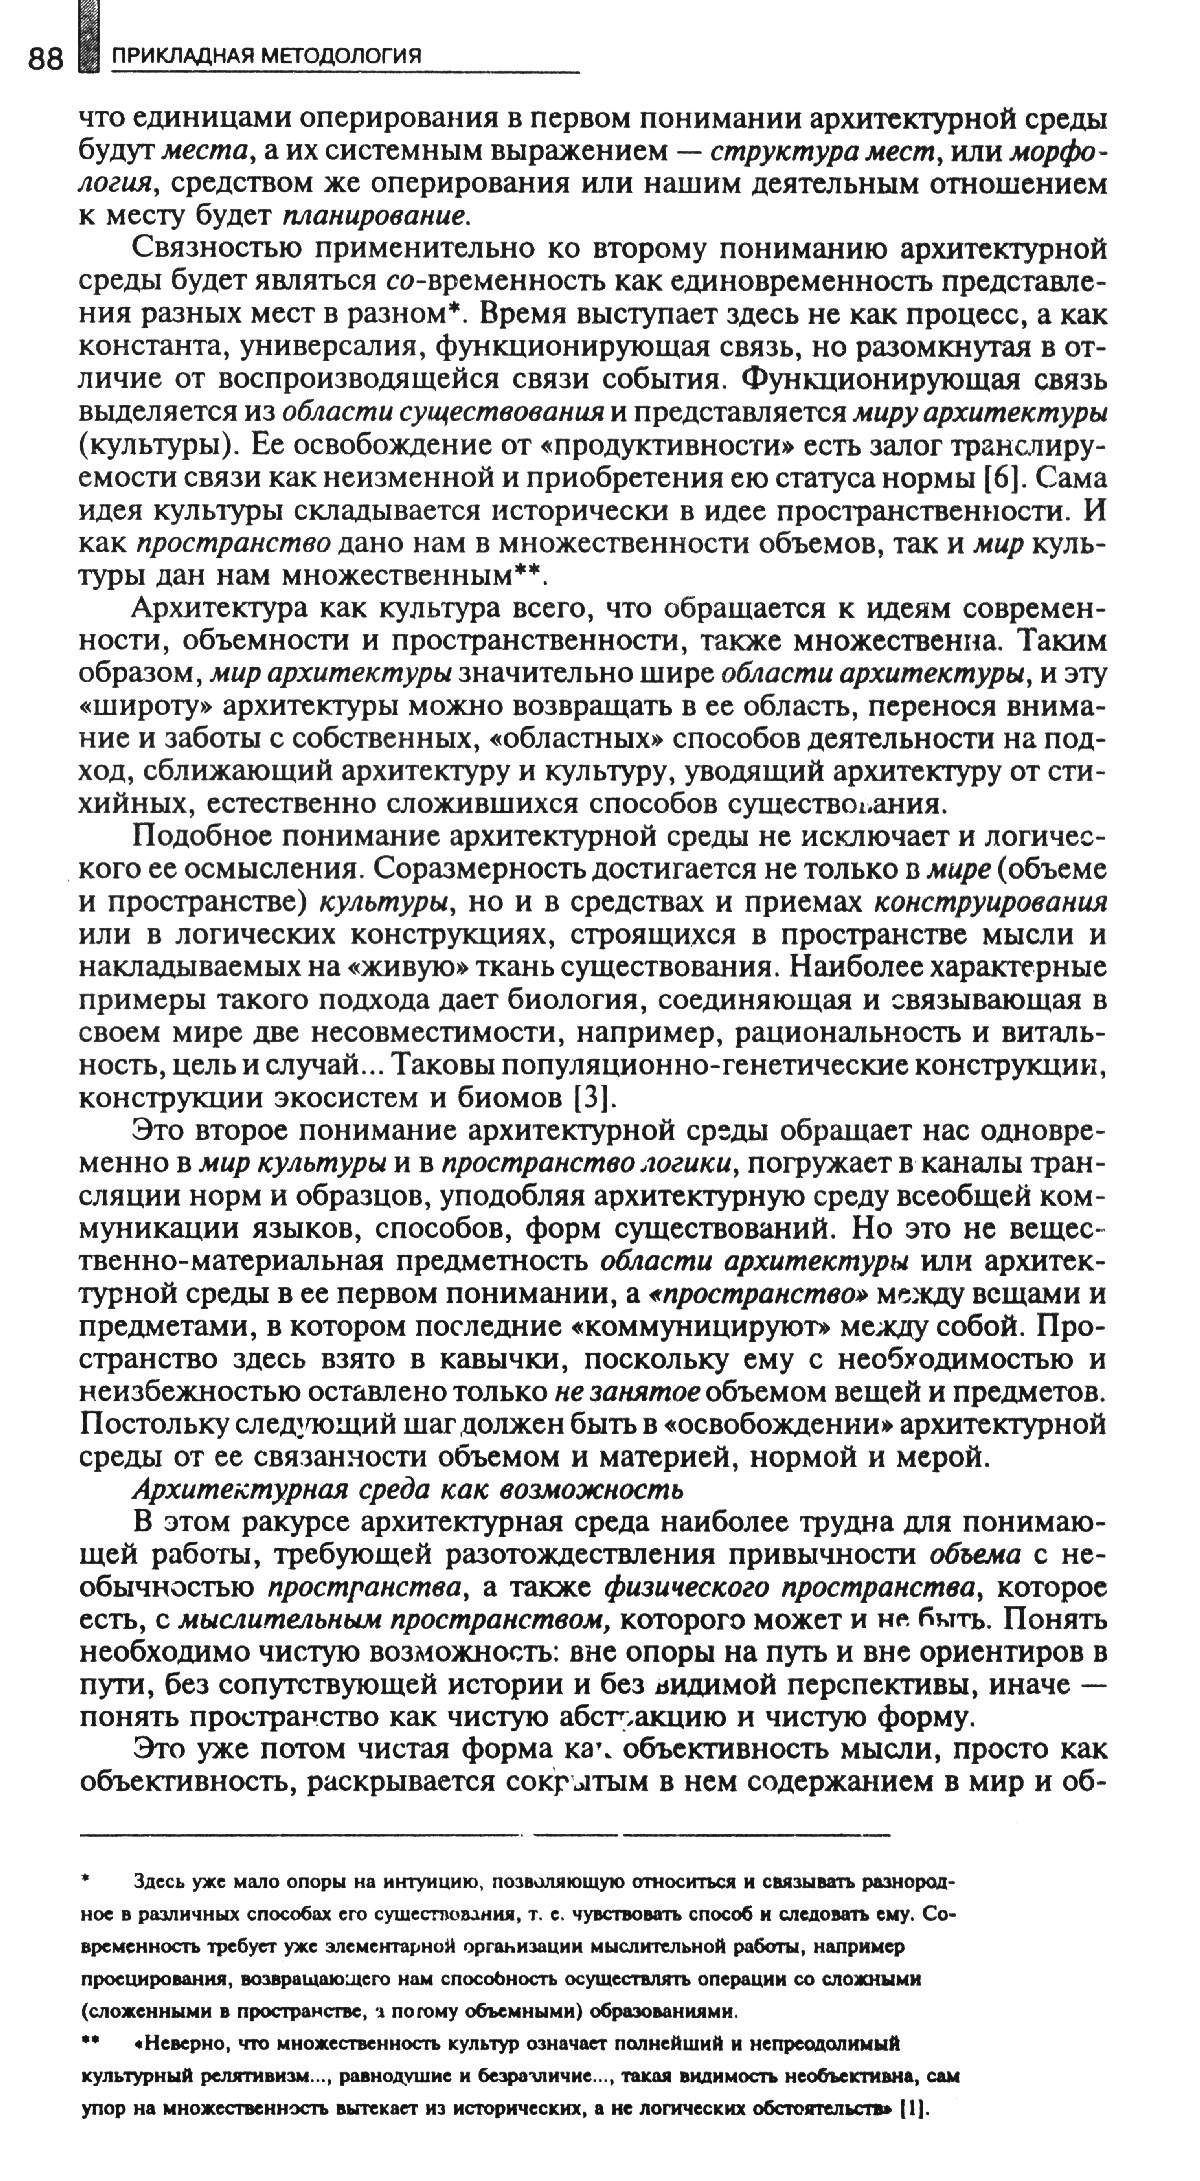 88 ПРИКЛАДНАЯ МЕТОДОЛОГИЯ
что единицами оперирования в первом понимании архитектурной среды
будут места, а их системным выражением — структура мест, или морфо-
логия, средством же оперирования или нашим деятельным отношением
к месту будет планирование.
Связностью применительно ко второму пониманию архитектурной
среды будет являться со-временность как единовременность представле-
ния разных мест в разном*. Время выступает здесь не как процесс, а как
константа, универсалия, функционирующая связь, но разомкнутая в от-
личие от воспроизводящейся связи события. Функционирующая связь
выделяется из области существования и представляется миру архитектуры
(культуры). Ее освобождение от «продуктивности» есть залог транслиру-
емости связи как неизменной и приобретения ею статуса нормы [6]. Сама
идея культуры складывается исторически в идее пространственности. И
как пространство дано нам в множественности объемов, так и мир куль-
туры дан нам множественным**.
Архитектура как культура всего, что обращается к идеям современ-
ности, объемности и пространственности, также множественна. Таким
образом, мир архитектуры значительно шире области архитектуры, и эту
«широту» архитектуры можно возвращать в ее область, перенося внима-
ние и заботы с собственных, «областных» способов деятельности на под-
ход, сближающий архитектуру и культуру, уводящий архитектуру от сти-
хийных, естественно сложившихся способов существования.
Подобное понимание архитектурной среды не исключает и логичес-
кого ее осмысления. Соразмерность достигается не только в мире (объеме
и пространстве) культуры, но и в средствах и приемах конструирования
или в логических конструкциях, строящихся в пространстве мысли и
накладываемых на «живую» ткань существования. Наиболее характерные
примеры такого подхода дает биология, соединяющая и связывающая в
своем мире две несовместимости, например, рациональность и виталь-
ность, цель и случай... Таковы популяционно-генетические конструкции,
конструкции экосистем и биомов [3].
Это второе понимание архитектурной среды обращает нас одновре-
менно в мир культуры и в пространство логики, погружает в каналы тран-
сляции норм и образцов, уподобляя архитектурную среду всеобщей ком-
муникации языков, способов, форм существований. Но это не вещес-
твенно-материальная предметность области архитектуры или архитек-
турной среды в ее первом понимании, а «пространство» между вещами и
предметами, в котором последние «коммуницируют» между собой. Про-
странство здесь взято в кавычки, поскольку ему с необходимостью и
неизбежностью оставлено только не занятое объемом вещей и предметов.
Постольку следующий шаг должен быть в «освобождении» архитектурной
среды от ее связанности объемом и материей, нормой и мерой.
Архитектурная среда как возможность
В этом ракурсе архитектурная среда наиболее трудна для понимаю-
щей работы, требующей разотождествления привычности объема с не-
обычностью пространства, а также физического пространства, которое
есть, с мыслительным пространством, которого может и не быть. Понять
необходимо чистую возможность: вне опоры на путь и вне ориентиров в
пути, без сопутствующей истории и без видимой перспективы, иначе —
понять пространство как чистую абстракцию и чистую форму.
Это уже потом чистая форма как объективность мысли, просто как
объективность, раскрывается сокрытым в нем содержанием в мир и об-
* Здесь уже мало опоры на интуицию, позволяющую относиться и связывать разнород-
ное в различных способах его существования, т. е. чувствовать способ и следовать ему. Со-
временность требует уже элементарной организации мыслительной работы, например
проецирования, возвращающего нам способность осуществлять операции со сложными
(сложенными в пространстве, а потому объемными) образованиями.
** «Неверно, что множественность культур означает полнейший и непреодолимый
культурный релятивизм..., равнодушие и безразличие..., такая видимость необъективна, сам
упор на множественность вытекает из исторических, а не логических обстоятельств» [1].